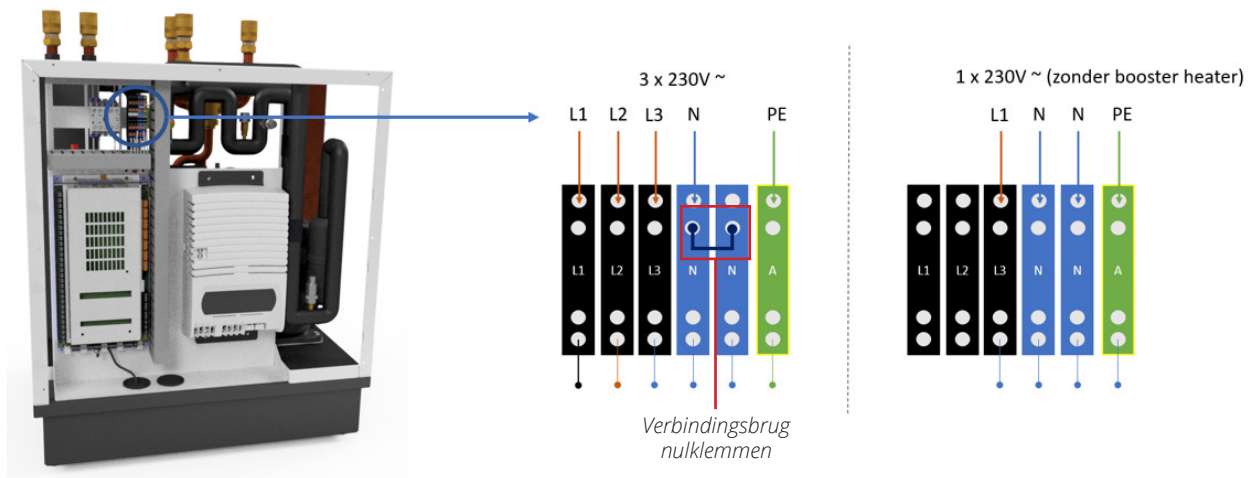 3 x 230V ~
1 x 230V ~ (zonder booster heater)
L1 L2 L3 N PE
L1 N N PE
L1 L2 L3 N N A
L1 L2 L3 N N A
Verbindingsbrug
nulklemmen